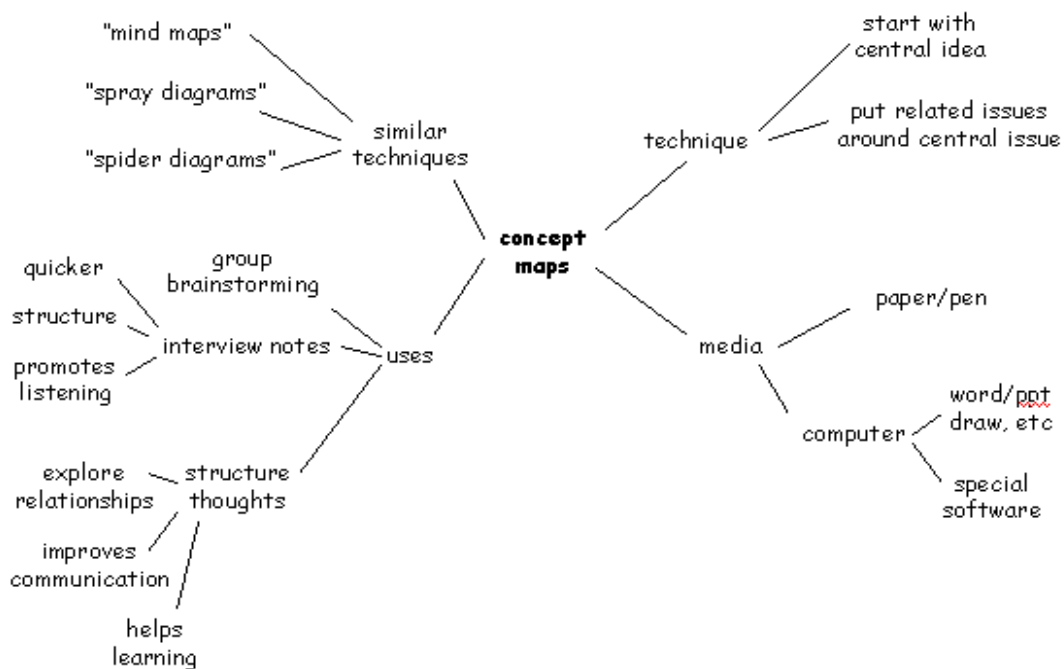 "mind maps"
"spray diagrams"
"spider diagrams"
similar
techniques
start with
central idea
put related issues
around central issue
technique
concept
maps
group
brainstorming
quicker
structure
promotes
listening
interview notes
uses
explore
relationships
structure
thoughts
improves
communication
helps
learning
paper/pen
media
computer
word/ppt
draw, etc
special
software